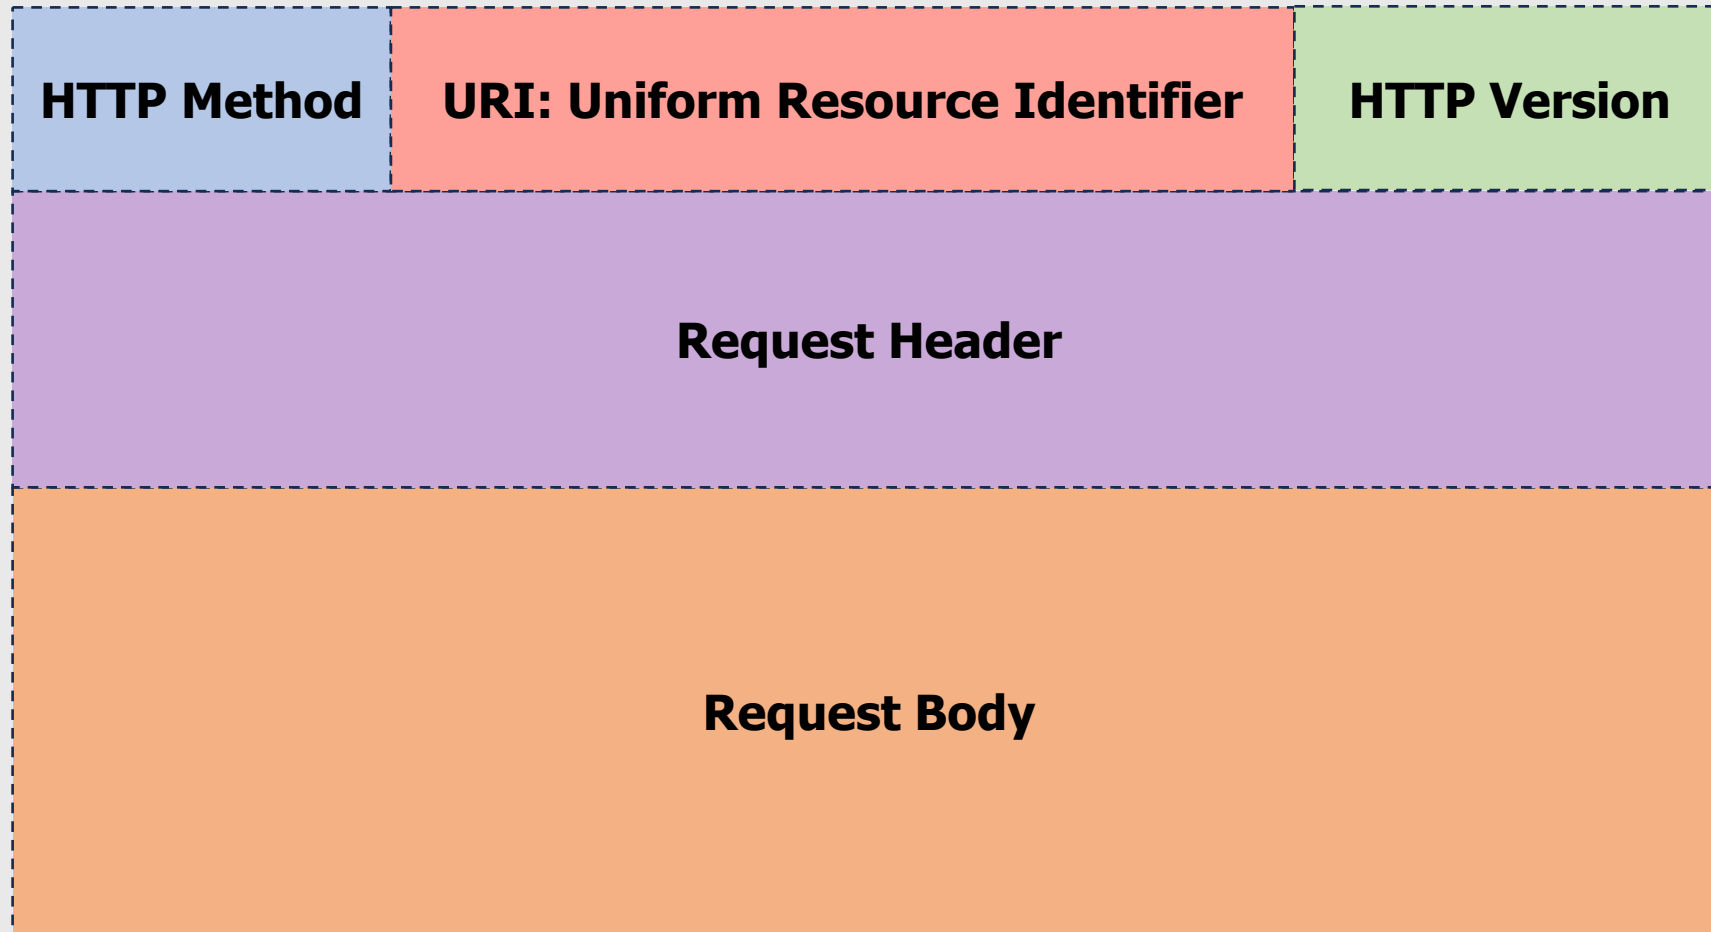 HTTP Method
URI: Uniform Resource Identifier
HTTP Version
Request Header
Request Body